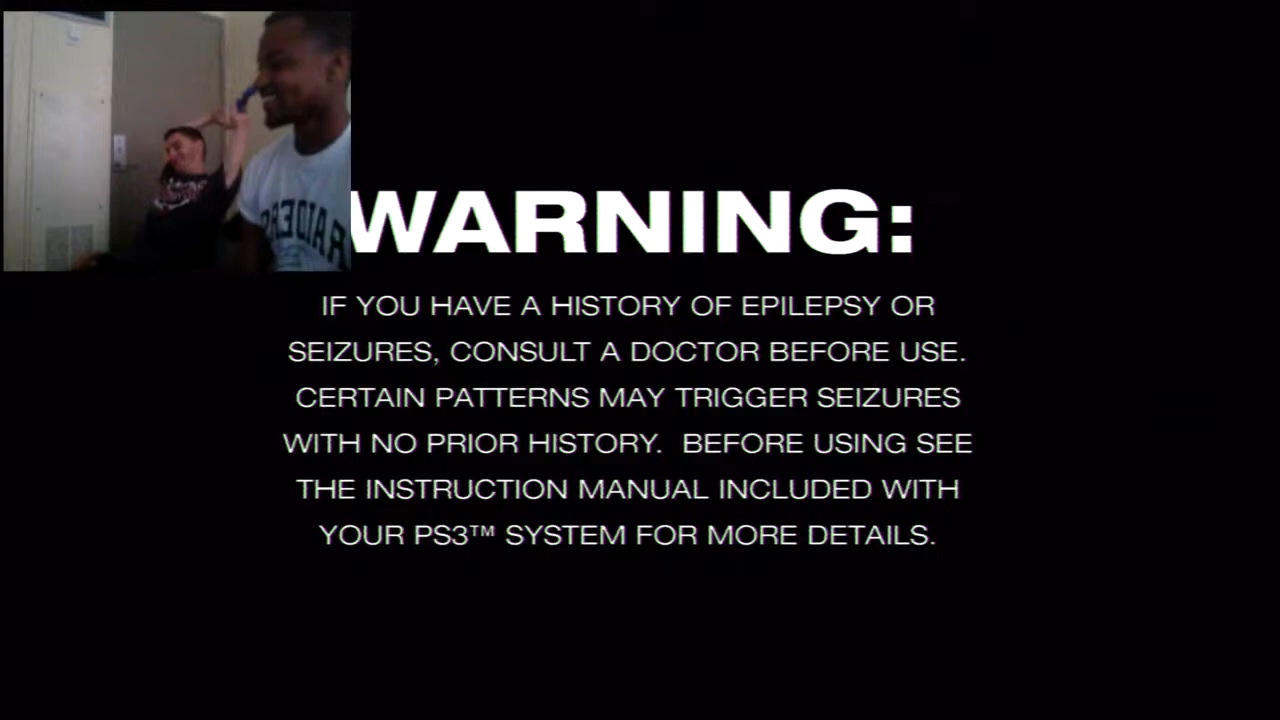 RAIDERS
WARNING:
IF YOU HAVE A HISTORY OF EPILEPSY OR
SEIZURES, CONSULT A DOCTOR BEFORE USE.
CERTAIN PATTERNS MAY TRIGGER SEIZURES
WITH NO PRIOR HISTORY. BEFORE USING SEE
THE INSTRUCTION MANUAL INCLUDED WITH
YOUR PS3™ SYSTEM FOR MORE DETAILS.